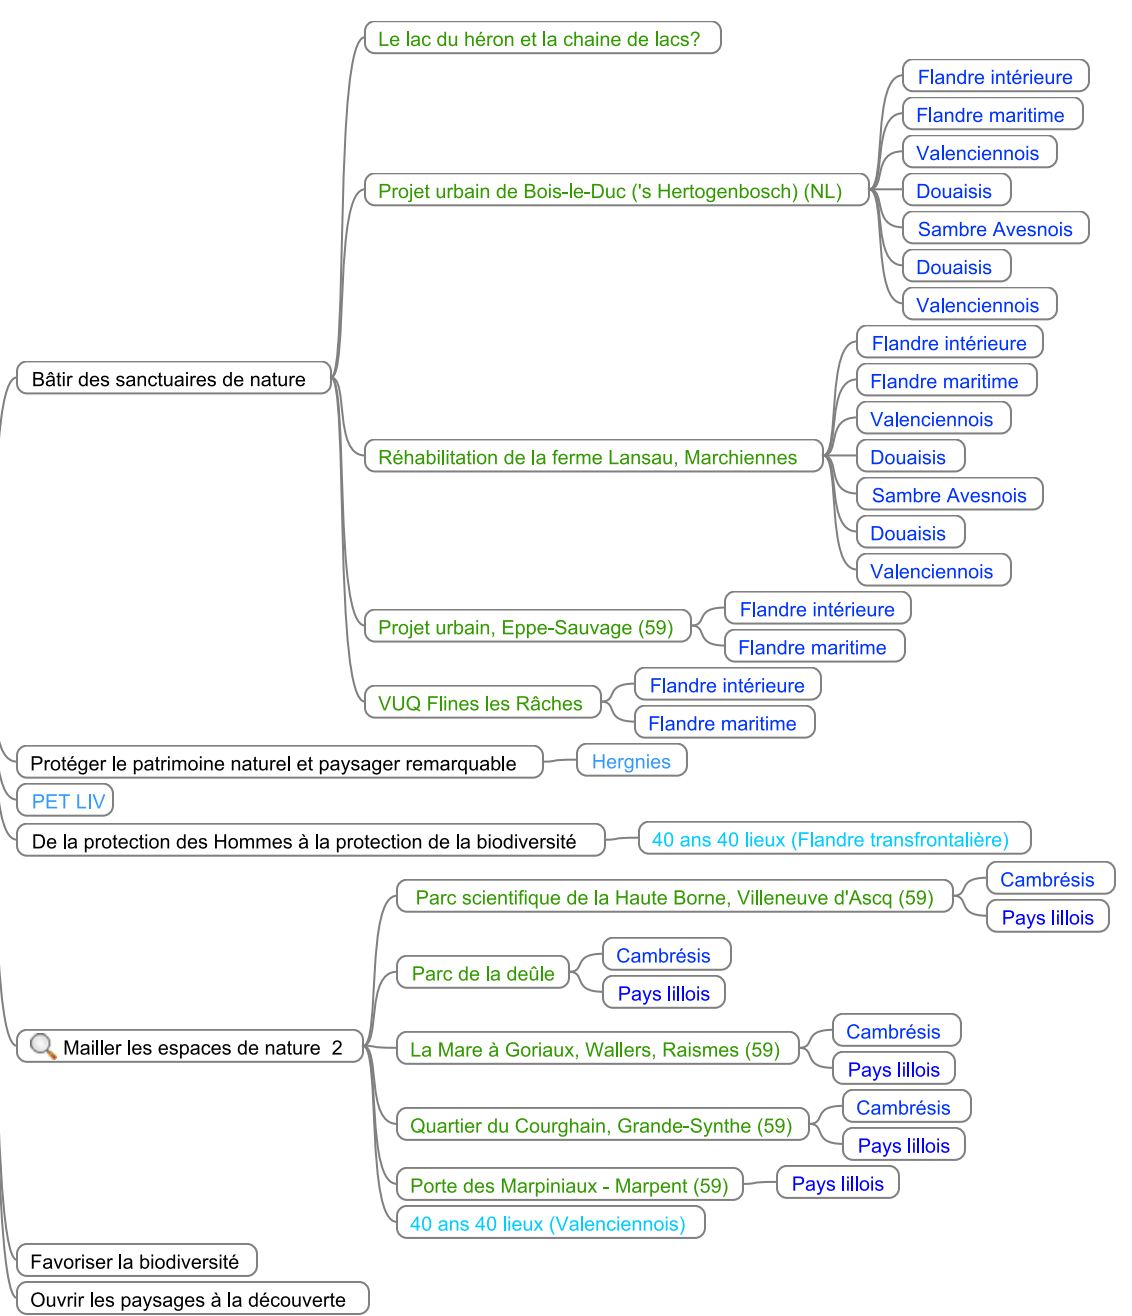 Le lac du héron et la chaine de lacs?
Flandre intérieure
Flandre maritime
Valenciennois
Projet urbain de Bois-le-Duc ('s Hertogenbosch) (NL)
Douaisis
Sambre Avesnois
Douaisis
Valenciennois
Bâtir des sanctuaires de nature
Flandre intérieure
Flandre maritime
Valenciennois
Réhabilitation de la ferme Lansau, Marchiennes
Douaisis
Sambre Avesnois
Douaisis
Valenciennois
Projet urbain, Eppe-Sauvage (59)
Flandre intérieure
Flandre maritime
VUQ Flines les Râches
Flandre intérieure
Flandre maritime
Protéger le patrimoine naturel et paysager remarquable
Hergnies
PET LIV
De la protection des Hommes à la protection de la biodiversité
40 ans 40 lieux (Flandre transfrontalière)
Parc scientifique de la Haute Borne, Villeneuve d'Ascq (59)
Cambrésis
Pays lillois
Parc de la deûle
Cambrésis
Pays lillois
Mailler les espaces de nature 2
La Mare à Goriaux, Wallers, Raismes (59)
Cambrésis
Pays lillois
Quartier du Courghain, Grande-Synthe (59)
Cambrésis
Pays lillois
Porte des Marpiniaux - Marpent (59)
Pays lillois
40 ans 40 lieux (Valenciennois)
Favoriser la biodiversité
Ouvrir les paysages à la découverte